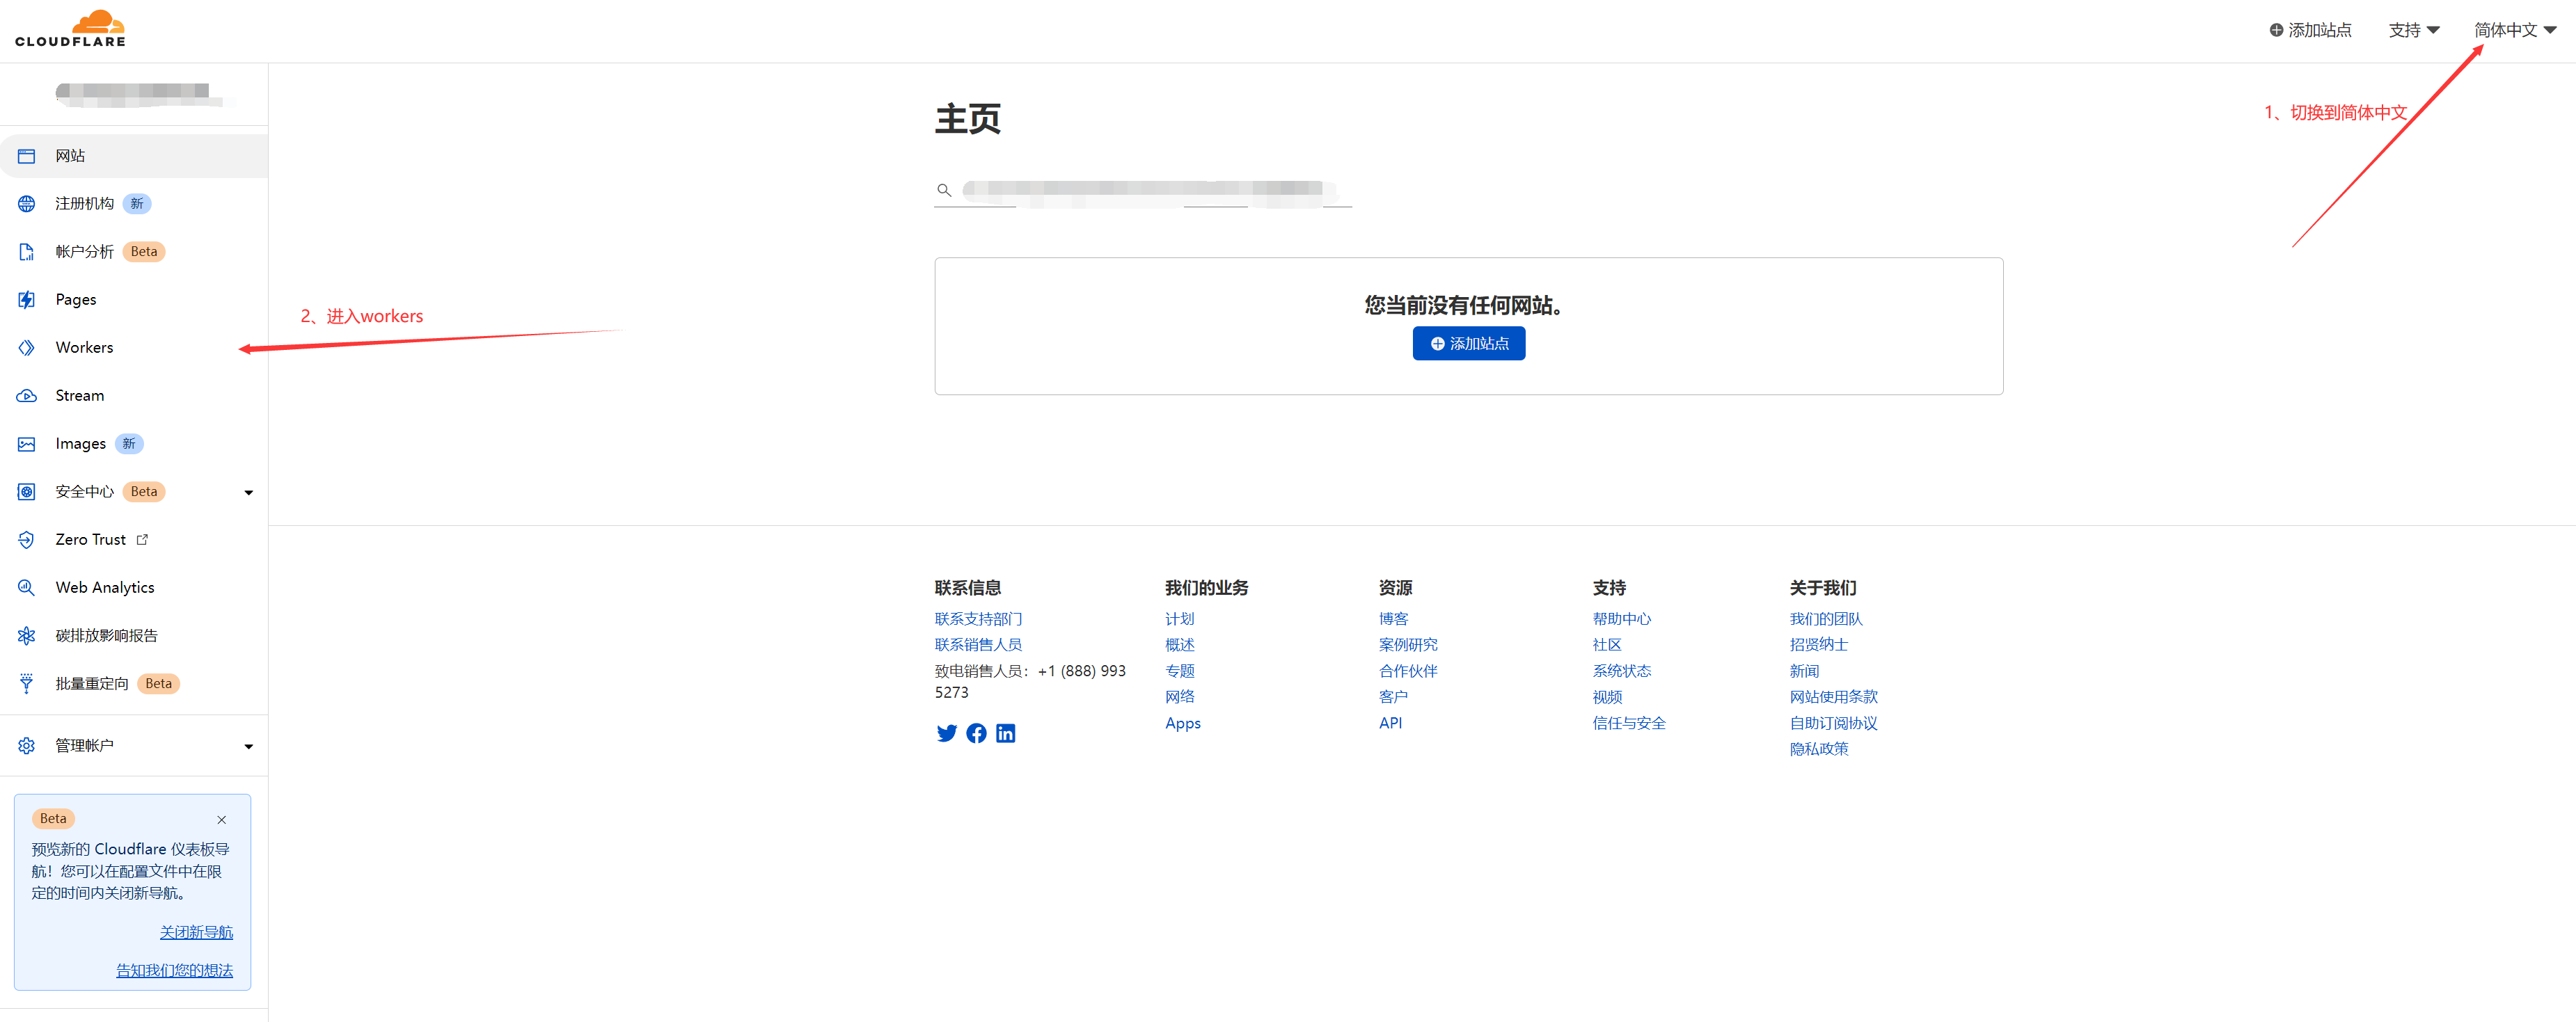 CLOUDFLARE
添加站点
支持
简体中文
1、切换到简体中文
网站
注册机构 新
帐户分析 Beta
Pages
Workers
Stream
Images 新
安全中心 Beta
Zero Trust
Web Analytics
碳排放影响报告
批量重定向 Beta
管理帐户
Beta
预览新的 Cloudflare 仪表板导
航！您可以在配置文件中在限
定的时间内关闭新导航。
关闭新导航
告知我们您的想法
2、进入workers
主页
您当前没有任何网站。
添加站点
联系信息
联系支持部门
联系销售人员
致电销售人员：+1 (888) 993
5273
我们的业务
计划
概述
专题
网络
Apps
资源
博客
案例研究
合作伙伴
客户
API
支持
帮助中心
社区
系统状态
视频
信任与安全
关于我们
我们的团队
招贤纳士
新闻
网站使用条款
自助订阅协议
隐私政策